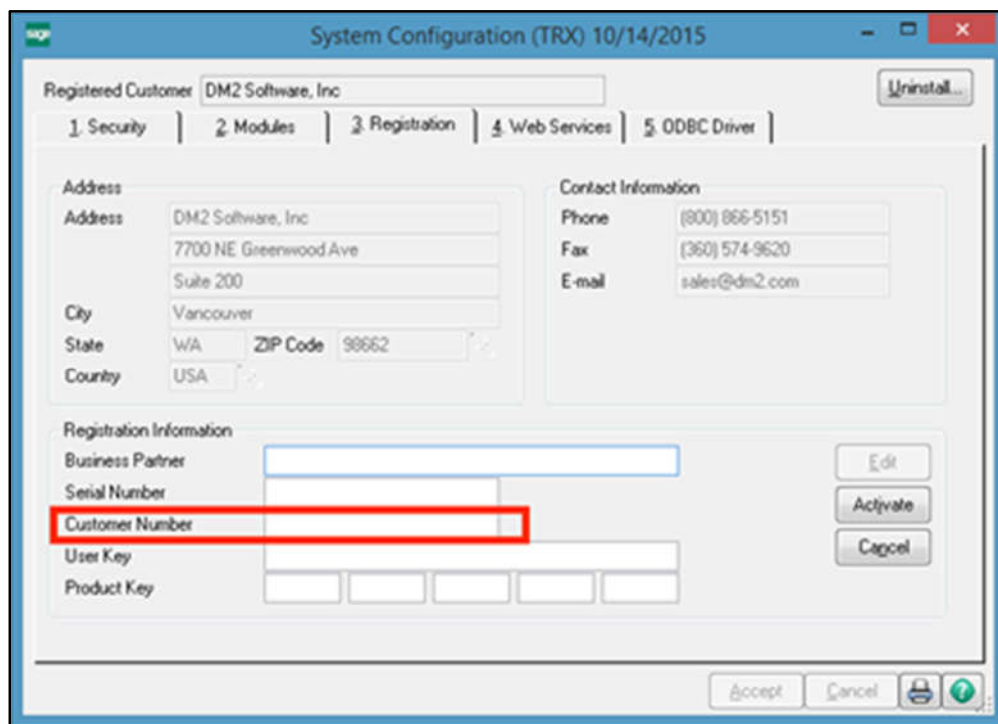 sage
System Configuration (TRX) 10/14/2015
Registered Customer DM2 Software, Inc Uninstall...
1. Security 2. Modules 3. Registration 4. Web Services 5. ODBC Driver
Address Contact Information
Address DM2 Software, Inc Phone (800) 866-5151
7700 NE Greenwood Ave Fax (360) 574-9620
Suite 200 E-mail sales@dm2.com
City Vancouver
State WA ZIP Code 98662
Country USA
Registration Information
Business Partner Edit
Serial Number Activate
Customer Number
User Key Cancel
Product Key
Accept Cancel